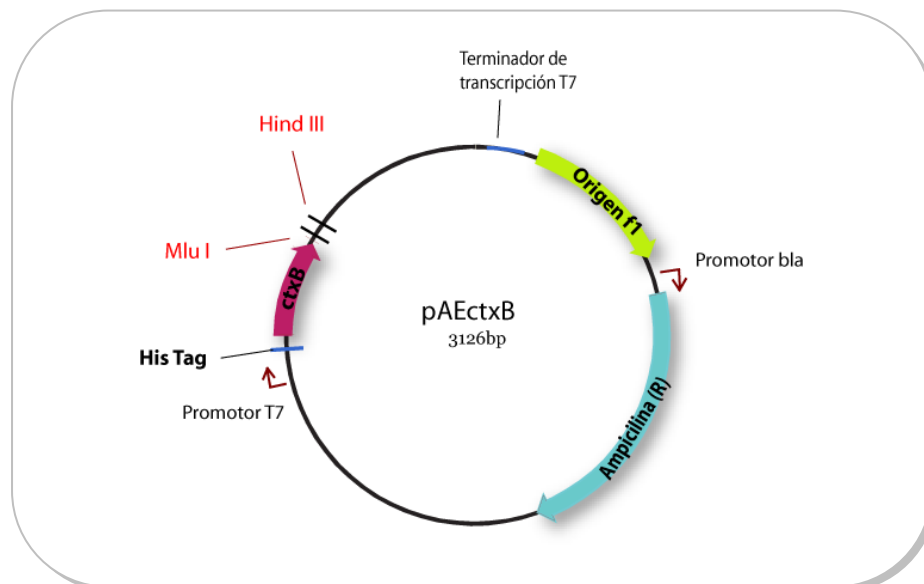 Terminador de
transcripción T7
Hind III
Mlu I
ctxB
His Tag
Promotor T7
pAEctxB
3126bp
Origen f1
Promotor bla
Ampicilina (R)